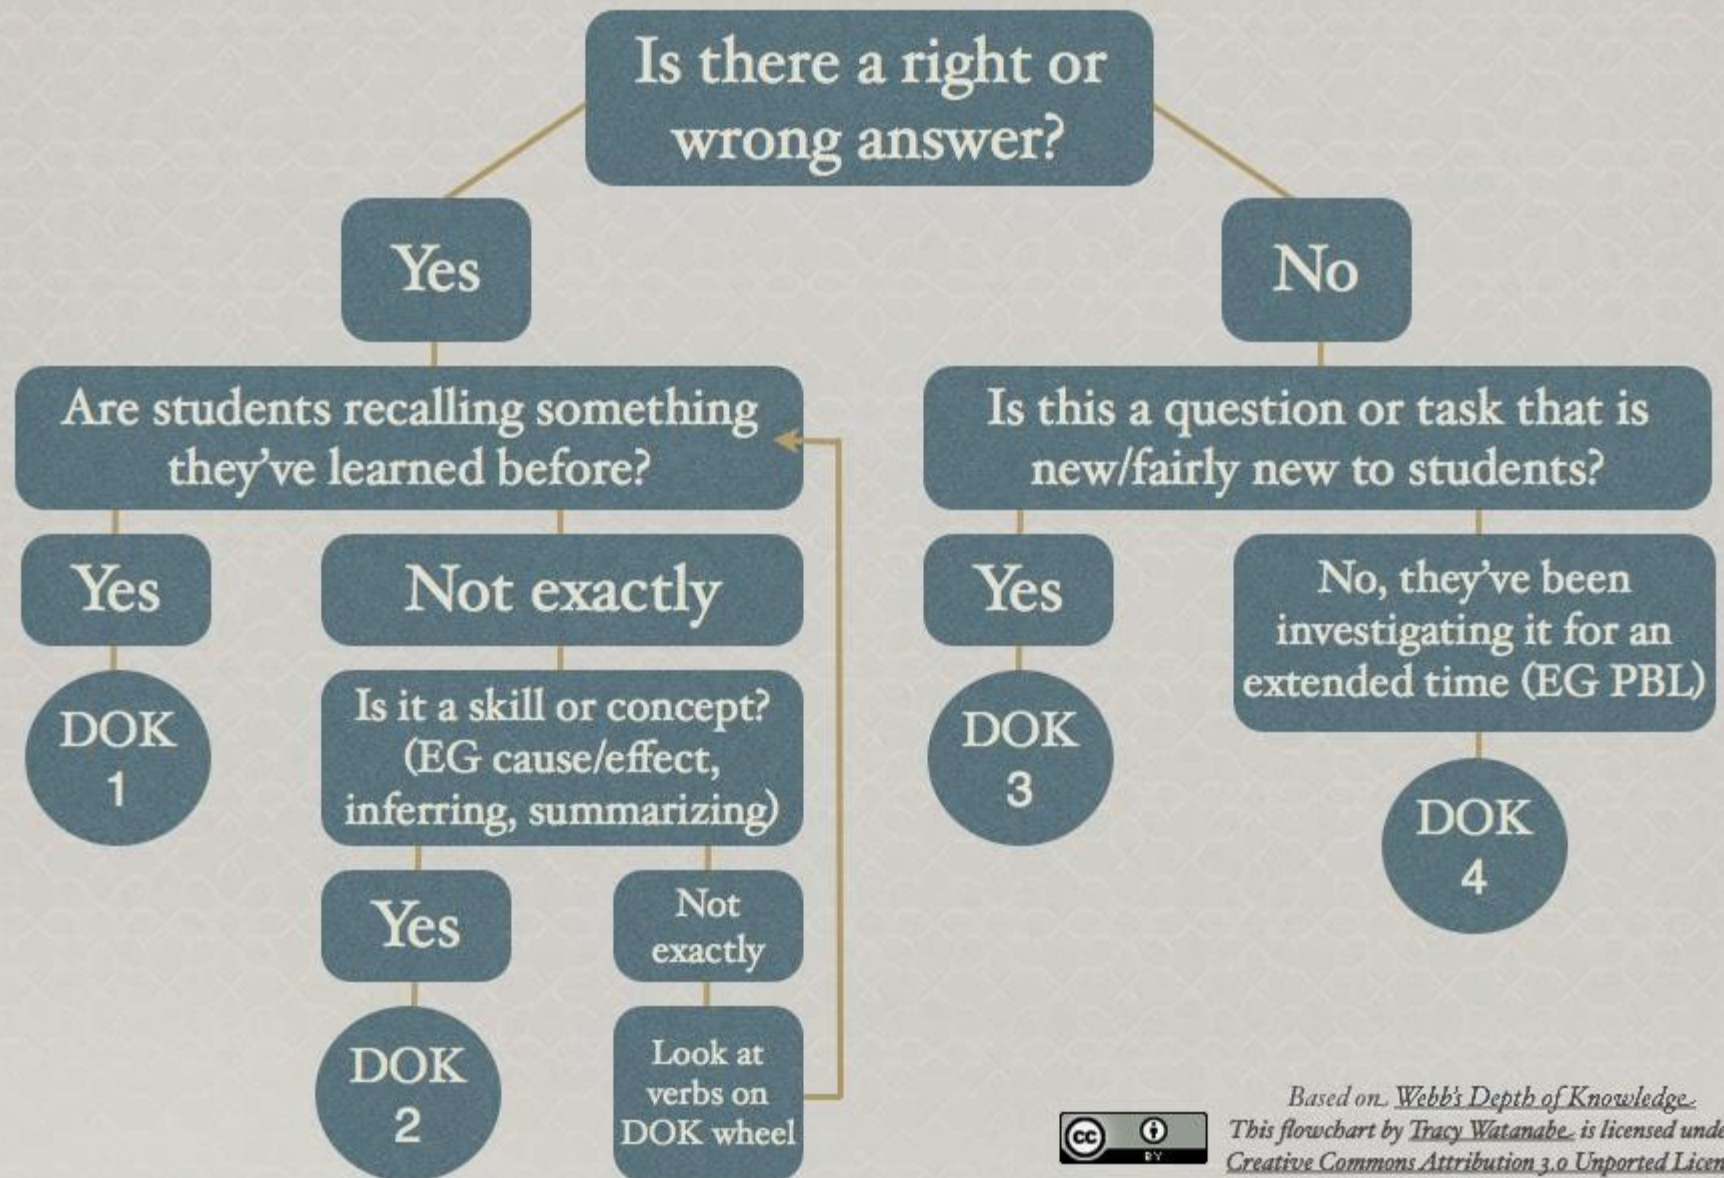 Is there a right or
wrong answer?
Yes
No
Are students recalling something
they've learned before?
Is this a question or task that is
new/fairly new to students?
Yes
Not exactly
Yes
No, they've been
investigating it for an
extended time (EG PBL)
DOK
1
Is it a skill or concept?
(EG cause/effect,
inferring, summarizing)
DOK
3
DOK
4
Yes
Not
exactly
DOK
2
Look at
verbs on
DOK wheel
cc
BY
Based on Webb's Depth of Knowledge
This flowchart by Tracy Watanabe is licensed
Creative Commons Attribution 3.0 Unported